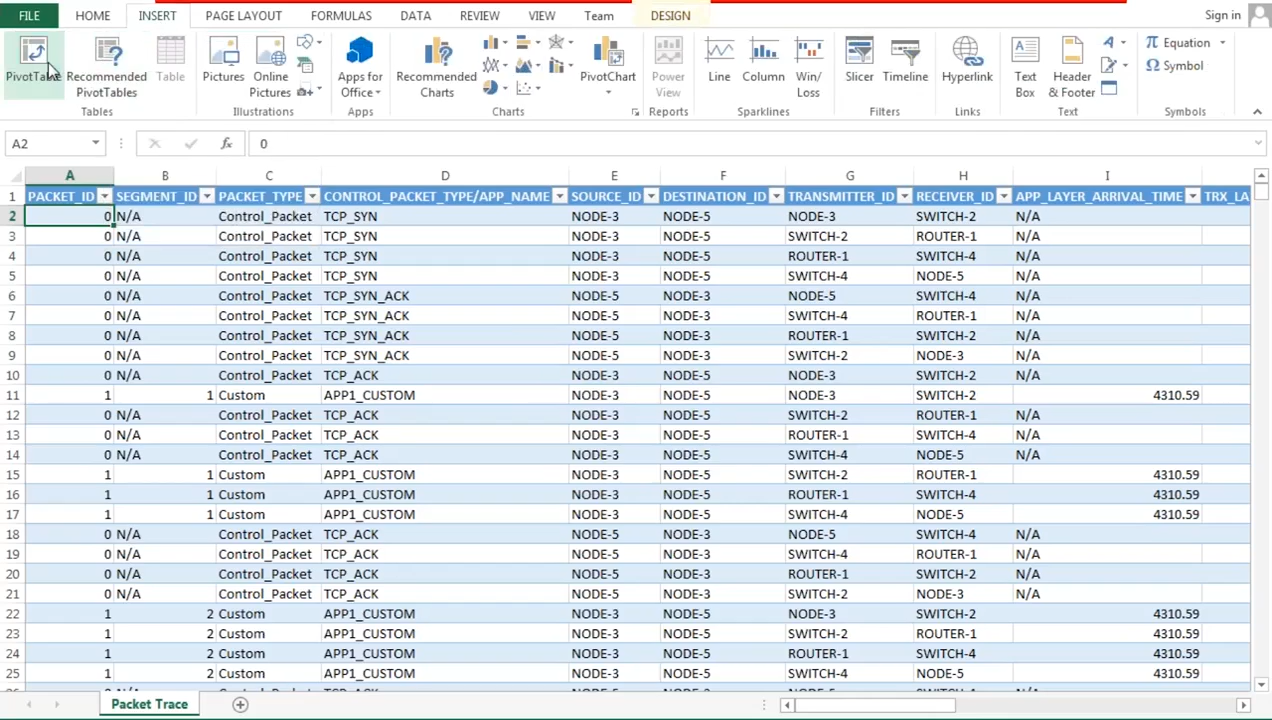 FILE HOME INSERT PAGE LAYOUT FORMULAS DATA REVIEW VIEW Team DESIGN Sign in
PivotTable Recommended PivotTables Table Pictures Online Pictures Apps for Office Recommended Charts PivotChart Power View Line Column Win/ Loss Slicer Timeline Hyperlink Text Box Header & Footer Equation Symbol
Tables Illustrations Apps Charts Reports Sparklines Filters Links Text Symbols
A2 fx 0
A B C D E F G H I
1 PACKET_ID SEGMENT_ID PACKET_TYPE CONTROL_PACKET_TYPE/APP_NAME SOURCE_ID DESTINATION_ID TRANSMITTER_ID RECEIVER_ID APP_LAYER_ARRIVAL_TIME TRX_LA
2 0 N/A Control_Packet TCP_SYN NODE-3 NODE-5 NODE-3 SWITCH-2 N/A
3 0 N/A Control_Packet TCP_SYN NODE-3 NODE-5 SWITCH-2 ROUTER-1 N/A
4 0 N/A Control_Packet TCP_SYN NODE-3 NODE-5 ROUTER-1 SWITCH-4 N/A
5 0 N/A Control_Packet TCP_SYN NODE-3 NODE-5 SWITCH-4 NODE-5 N/A
6 0 N/A Control_Packet TCP_SYN_ACK NODE-5 NODE-3 NODE-5 SWITCH-4 N/A
7 0 N/A Control_Packet TCP_SYN_ACK NODE-5 NODE-3 SWITCH-4 ROUTER-1 N/A
8 0 N/A Control_Packet TCP_SYN_ACK NODE-5 NODE-3 ROUTER-1 SWITCH-2 N/A
9 0 N/A Control_Packet TCP_SYN_ACK NODE-5 NODE-3 SWITCH-2 NODE-3 N/A
10 0 N/A Control_Packet TCP_ACK NODE-3 NODE-5 NODE-3 SWITCH-2 N/A
11 1 1 Custom APP1_CUSTOM NODE-3 NODE-5 NODE-3 SWITCH-2 4310.59
12 0 N/A Control_Packet TCP_ACK NODE-3 NODE-5 SWITCH-2 ROUTER-1 N/A
13 0 N/A Control_Packet TCP_ACK NODE-3 NODE-5 ROUTER-1 SWITCH-4 N/A
14 0 N/A Control_Packet TCP_ACK NODE-3 NODE-5 SWITCH-4 NODE-5 N/A
15 1 1 Custom APP1_CUSTOM NODE-3 NODE-5 SWITCH-2 ROUTER-1 4310.59
16 1 1 Custom APP1_CUSTOM NODE-3 NODE-5 ROUTER-1 SWITCH-4 4310.59
17 1 1 Custom APP1_CUSTOM NODE-3 NODE-5 SWITCH-4 NODE-5 4310.59
18 0 N/A Control_Packet TCP_ACK NODE-5 NODE-3 NODE-5 SWITCH-4 N/A
19 0 N/A Control_Packet TCP_ACK NODE-5 NODE-3 SWITCH-4 ROUTER-1 N/A
20 0 N/A Control_Packet TCP_ACK NODE-5 NODE-3 ROUTER-1 SWITCH-2 N/A
21 0 N/A Control_Packet TCP_ACK NODE-5 NODE-3 SWITCH-2 NODE-3 N/A
22 1 2 Custom APP1_CUSTOM NODE-3 NODE-5 NODE-3 SWITCH-2 4310.59
23 1 2 Custom APP1_CUSTOM NODE-3 NODE-5 SWITCH-2 ROUTER-1 4310.59
24 1 2 Custom APP1_CUSTOM NODE-3 NODE-5 ROUTER-1 SWITCH-4 4310.59
25 1 2 Custom APP1_CUSTOM NODE-3 NODE-5 SWITCH-4 NODE-5 4310.59
Packet Trace